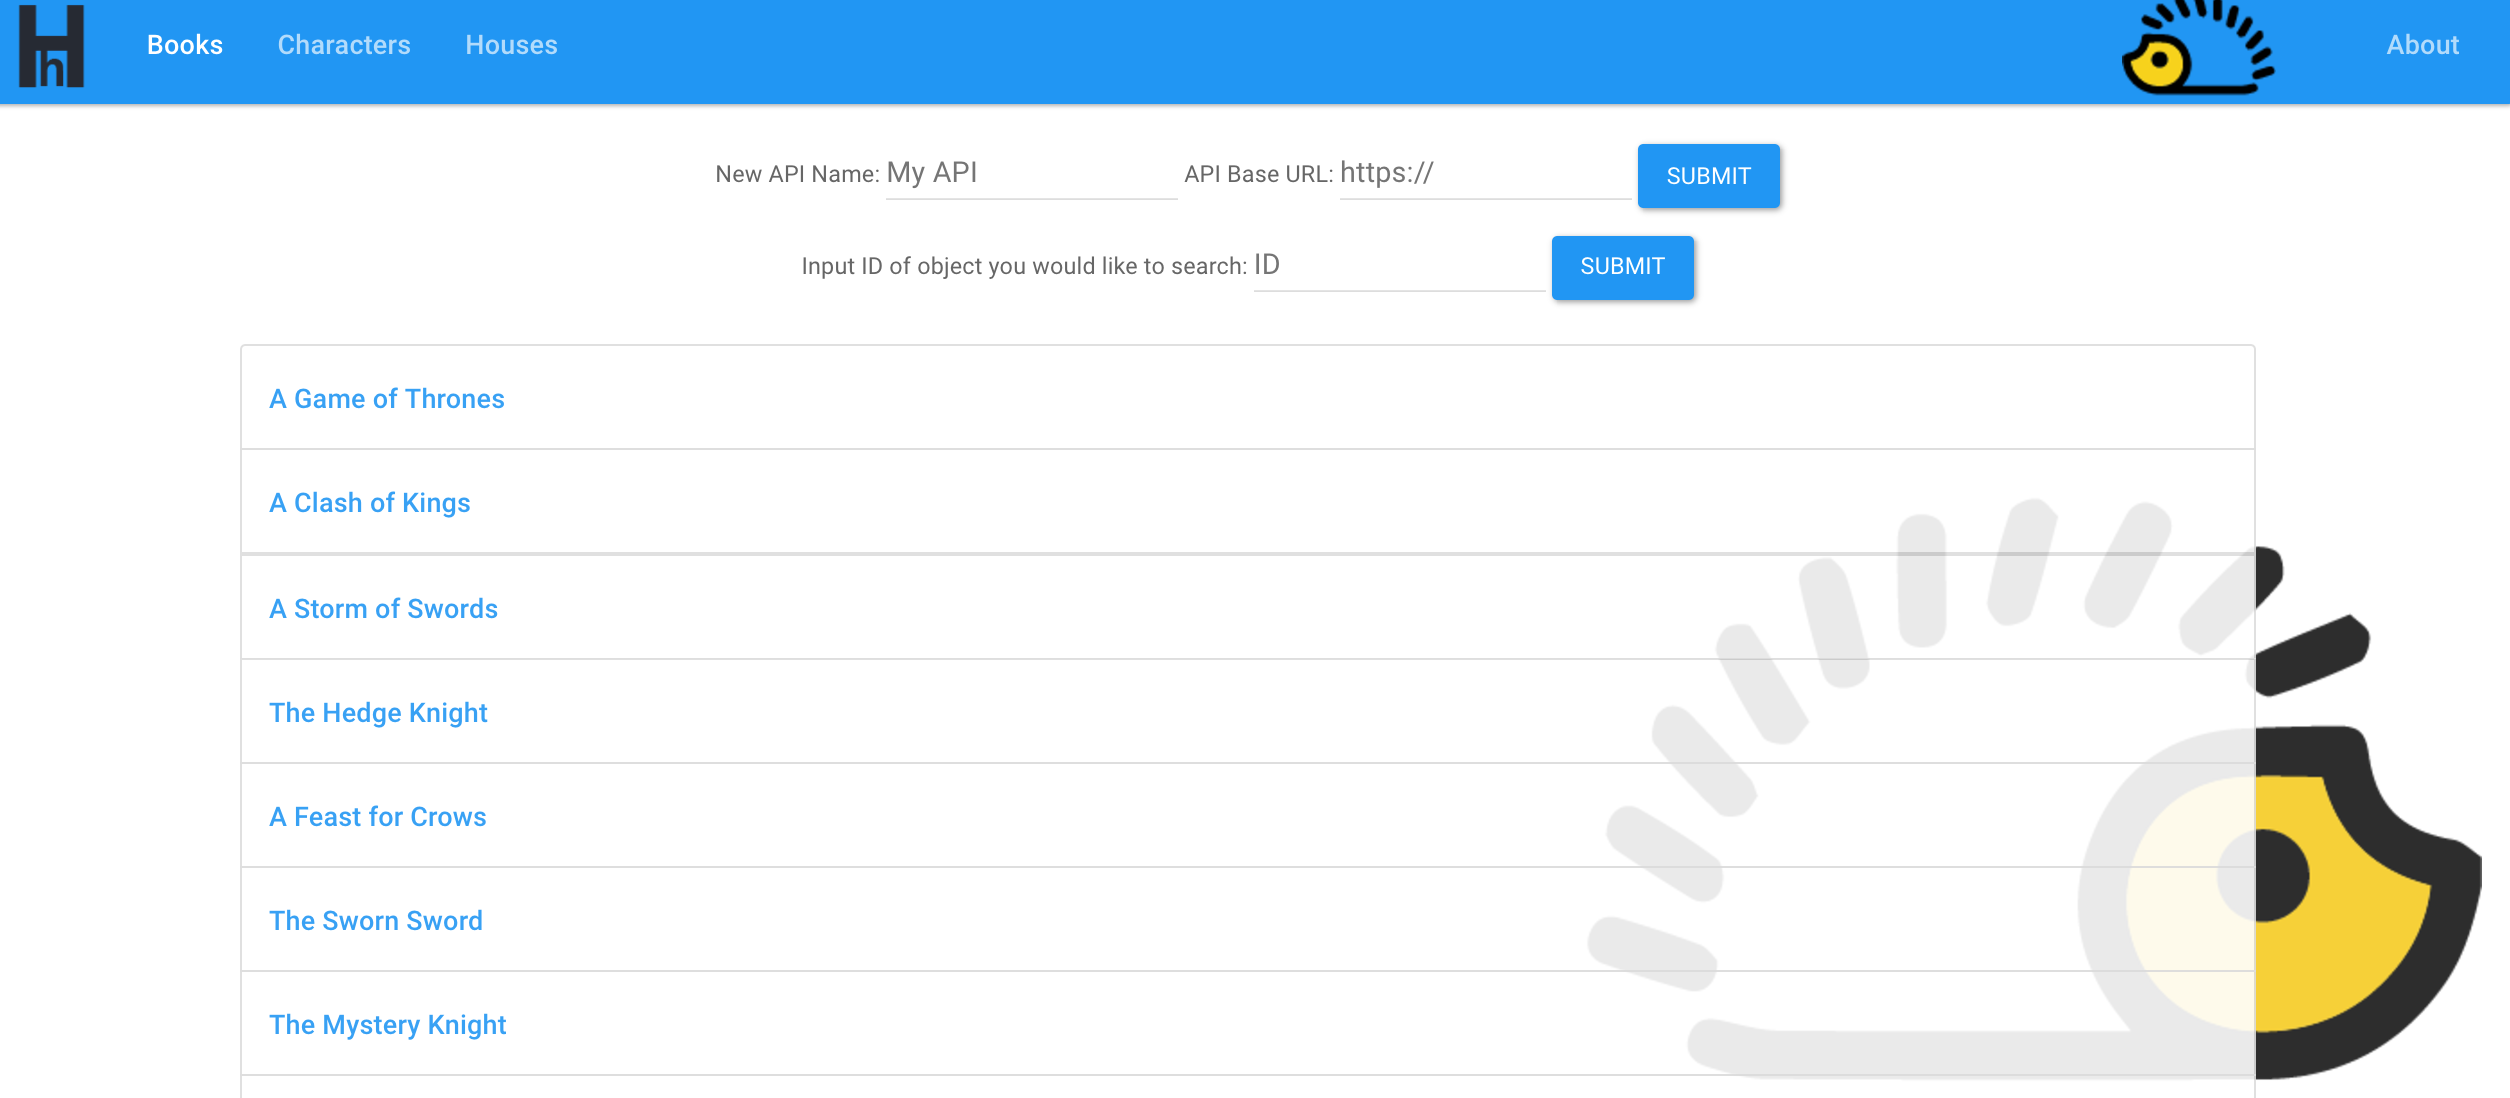 Hh Books Characters Houses About
New API Name: My API API Base URL: https:// SUBMIT
Input ID of object you would like to search: ID SUBMIT
A Game of Thrones
A Clash of Kings
A Storm of Swords
The Hedge Knight
A Feast for Crows
The Sworn Sword
The Mystery Knight